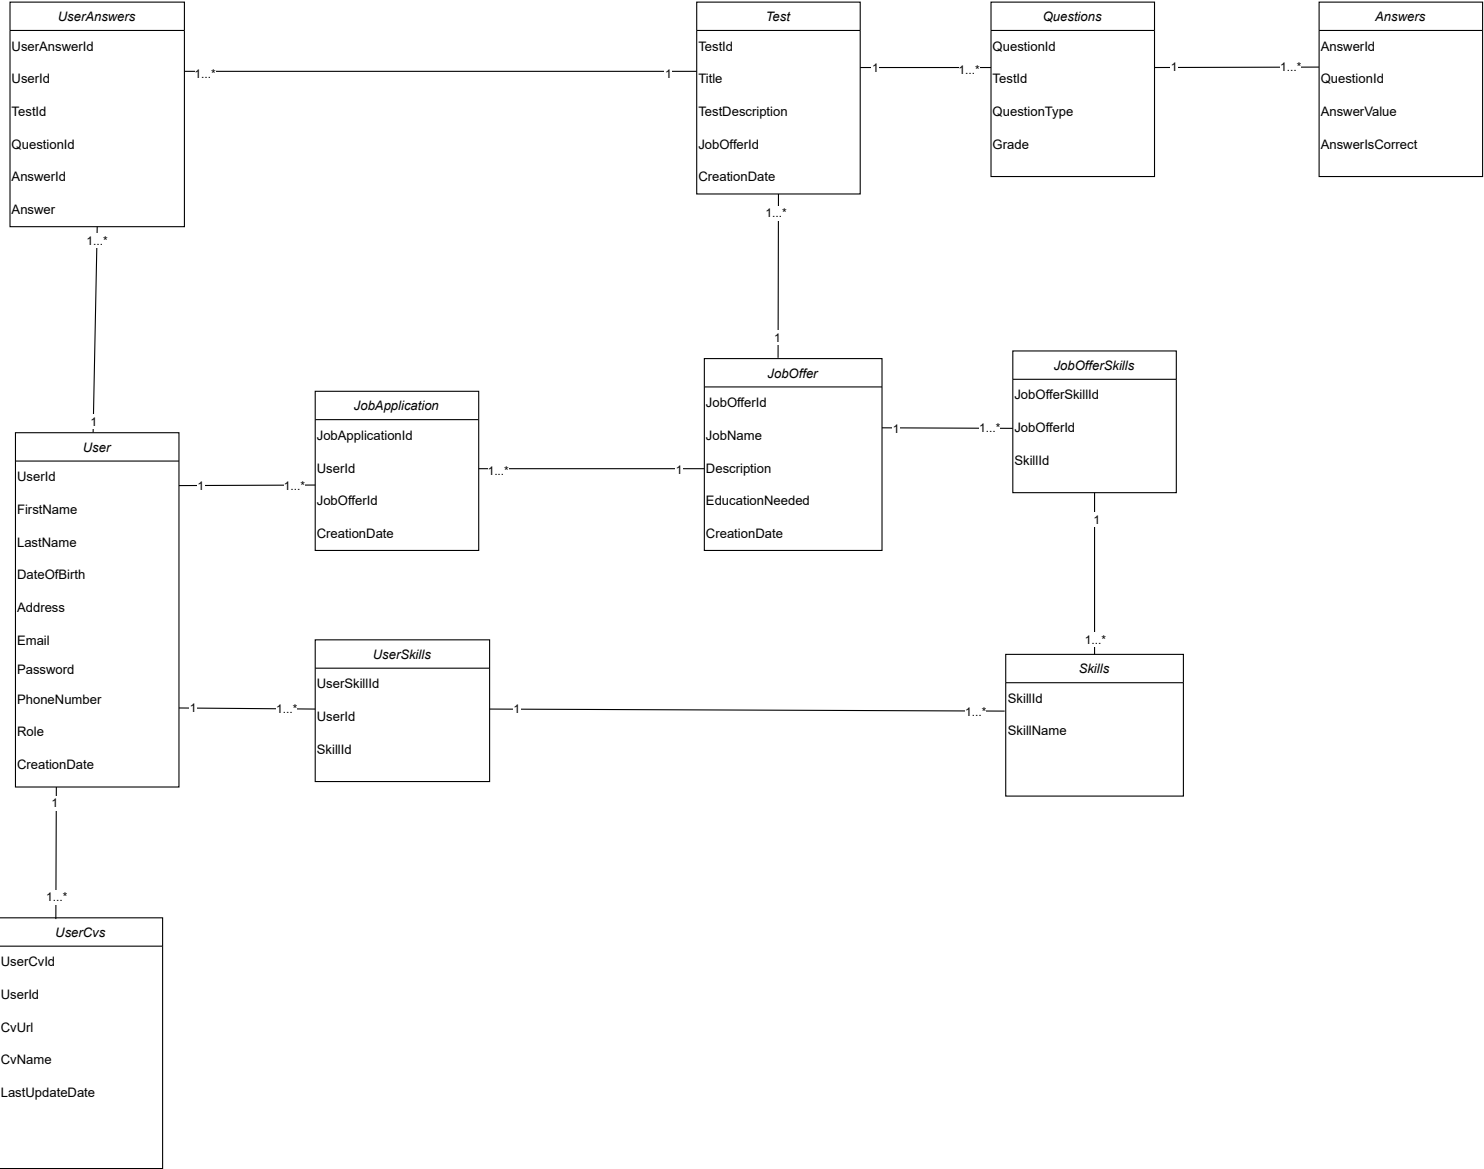 UserAnswers
UserAnswerId
UserId
TestId
QuestionId
AnswerId
Answer
1...*
1
Test
TestId
Title
TestDescription
JobOfferId
CreationDate
1
1...*
Questions
QuestionId
TestId
QuestionType
Grade
1
1...*
Answers
AnswerId
QuestionId
AnswerValue
AnswerIsCorrect
1...*
1
1...*
1
User
UserId
FirstName
LastName
DateOfBirth
Address
Email
Password
PhoneNumber
Role
CreationDate
1
1...*
JobApplication
JobApplicationId
UserId
JobOfferId
CreationDate
1...*
1
JobOffer
JobOfferId
JobName
Description
EducationNeeded
CreationDate
1
1...*
JobOfferSkills
JobOfferSkillId
JobOfferId
SkillId
1
1...*
1
1...*
UserSkills
UserSkillId
UserId
SkillId
1
1...*
Skills
SkillId
SkillName
1
1...*
UserCvs
UserCvId
UserId
CvUrl
CvName
LastUpdateDate